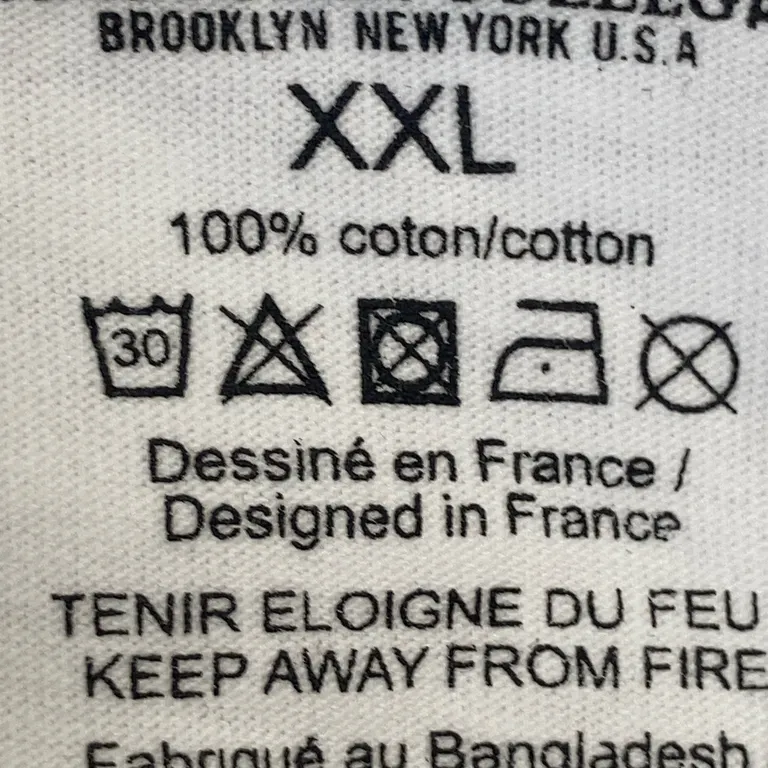 BROOKLYN NEW YORK U.S.A
XXL
100% coton/cotton
30
Dessiné en France /
Designed in France
TENIR ELOIGNE DU FEU
KEEP AWAY FROM FIRE
Fabriqué au Bangladesh